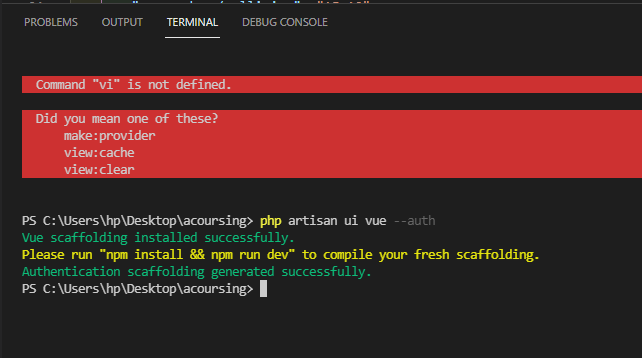 PROBLEMS OUTPUT TERMINAL DEBUG CONSOLE
Command "vi" is not defined.
Did you mean one of these?
make:provider
view:cache
view:clear
PS C:\Users\hp\Desktop\acoursing> php artisan ui vue --auth
Vue scaffolding installed successfully.
Please run "npm install && npm run dev" to compile your fresh scaffolding.
Authentication scaffolding generated successfully.
PS C:\Users\hp\Desktop\acoursing>